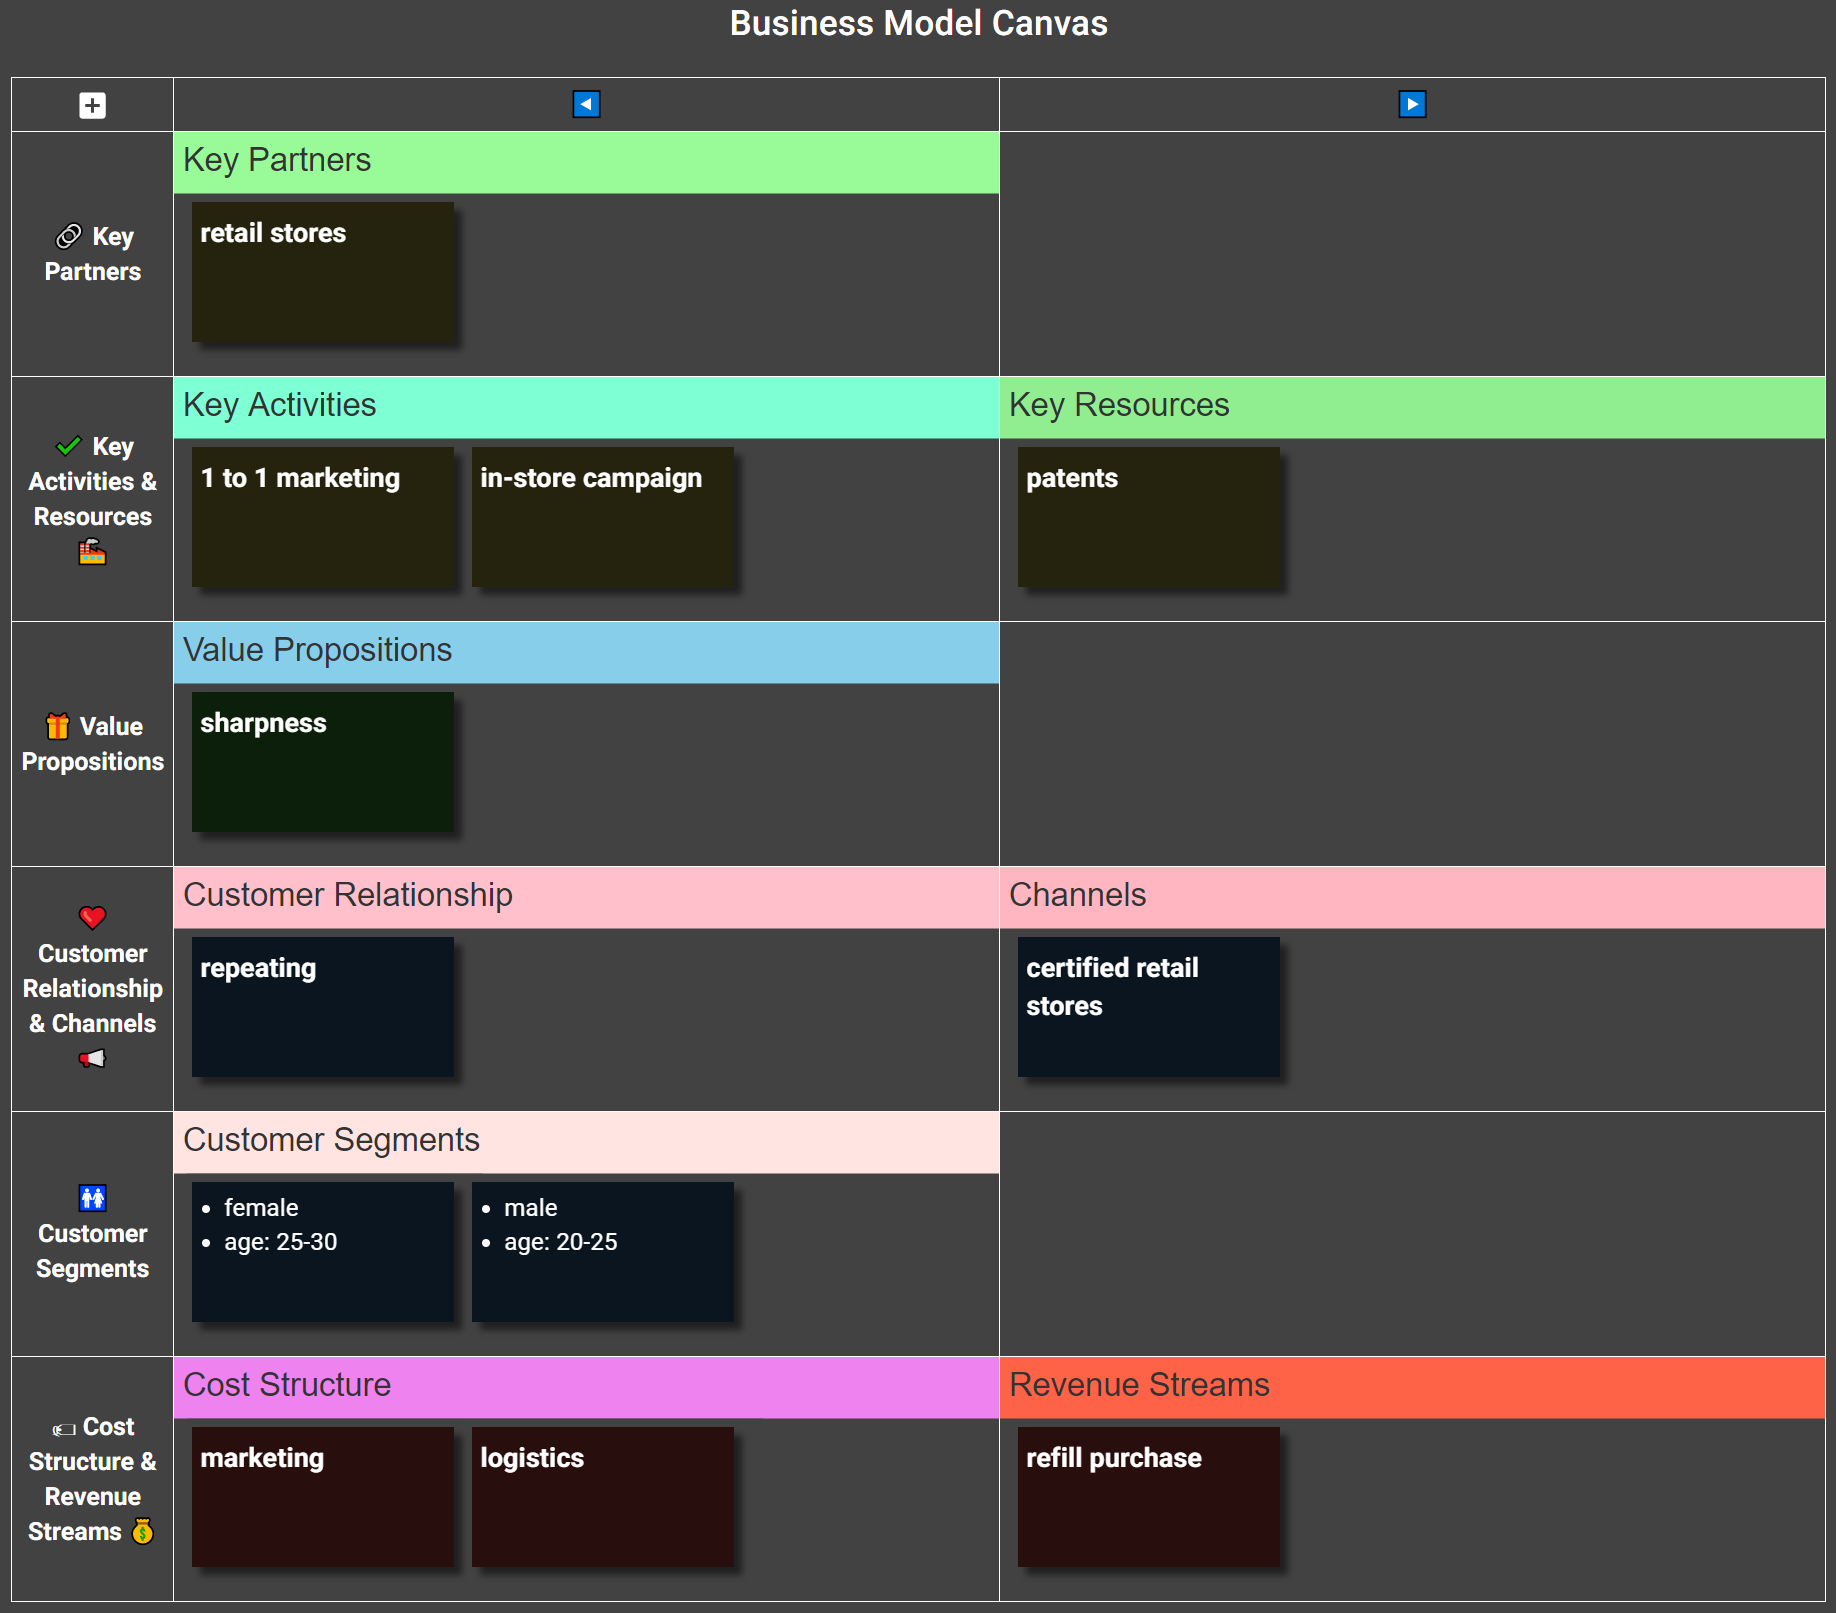 Business Model Canvas
Key
Partners
Key Partners
retail stores
Key
Activities &
Resources
Key Activities
1 to 1 marketing
in-store campaign
Key Resources
patents
Value
Propositions
Value Propositions
sharpness
Customer
Relationship
& Channels
Customer Relationship
repeating
Channels
certified retail
stores
Customer
Segments
Customer Segments
• female
• age: 25-30
• male
• age: 20-25
Cost
Structure &
Revenue
Streams
Cost Structure
marketing
logistics
Revenue Streams
refill purchase